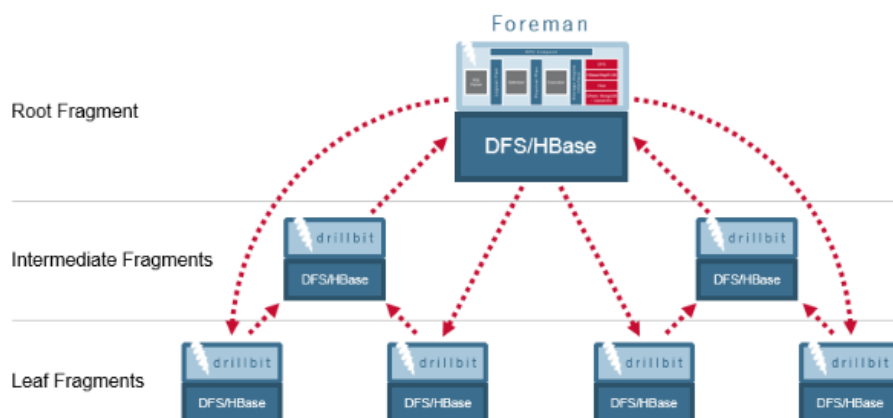 Foreman
Root Fragment
DFS/HBase
drillbit
drillbit
Intermediate Fragments
DFS/HBase
DFS/HBase
drillbit
drillbit
drillbit
drillbit
Leaf Fragments
DFS/HBase
DFS/HBase
DFS/HBase
DFS/HBase